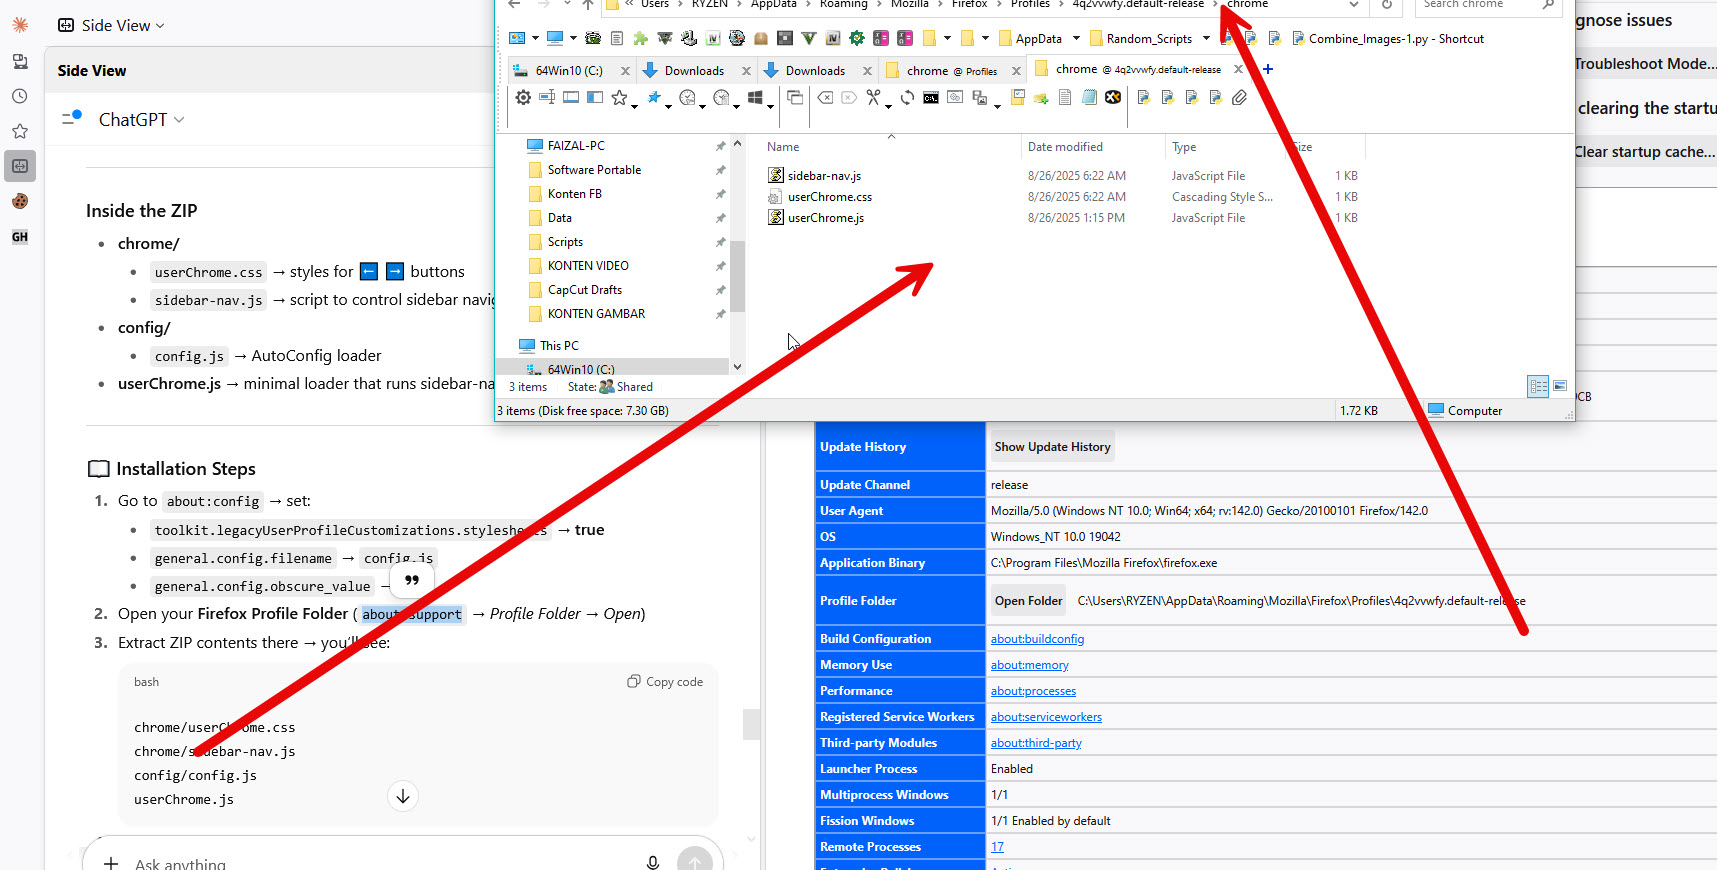 Side View
Side View
ChatGPT
Inside the ZIP
chrome/
userChrome.css → styles for ← → buttons
sidebar-nav.js → script to control sidebar navig
config/
config.js → AutoConfig loader
userChrome.js → minimal loader that runs sidebar-na
Installation Steps
1. Go to about:config → set:
toolkit.legacyUserProfileCustomizations.stylesheets → true
general.config.filename → config.js
general.config.obscure_value →
2. Open your Firefox Profile Folder ( about:support → Profile Folder → Open)
3. Extract ZIP contents there → you'll see:
bash
Copy code
chrome/userChrome.css
chrome/sidebar-nav.js
config/config.js
userChrome.js
Ask anything
GH
« Users › RYZEN › AppData › Roaming › Mozilla › Firefox › Profiles › 4q2vvwfy.default-release › chrome
Search chrome
AppData
Random_Scripts
Combine_Images-1.py - Shortcut
64Win10 (C:)
Downloads
Downloads
chrome @ Profiles
chrome @ 4q2vvwfy.default-release
FAIZAL-PC
Software Portable
Konten FB
Data
Scripts
KONTEN VIDEO
CapCut Drafts
KONTEN GAMBAR
This PC
64Win10 (C:)
Name Date modified Type Size
sidebar-nav.js 8/26/2025 6:22 AM JavaScript File 1 KB
userChrome.css 8/26/2025 6:22 AM Cascading Style S... 1 KB
userChrome.js 8/26/2025 1:15 PM JavaScript File 1 KB
3 items State: Shared
3 items (Disk free space: 7.30 GB) 1.72 KB Computer
gnose issues
Troubleshoot Mode...
clearing the startu
Clear startup cache...
Update History Show Update History
Update Channel release
User Agent Mozilla/5.0 (Windows NT 10.0; Win64; x64; rv:142.0) Gecko/20100101 Firefox/142.0
OS Windows_NT 10.0 19042
Application Binary C:\Program Files\Mozilla Firefox\firefox.exe
Profile Folder Open Folder C:\Users\RYZEN\AppData\Roaming\Mozilla\Firefox\Profiles\4q2vvwfy.default-release
Build Configuration about:buildconfig
Memory Use about:memory
Performance about:processes
Registered Service Workers about:serviceworkers
Third-party Modules about:third-party
Launcher Process Enabled
Multiprocess Windows 1/1
Fission Windows 1/1 Enabled by default
Remote Processes 17